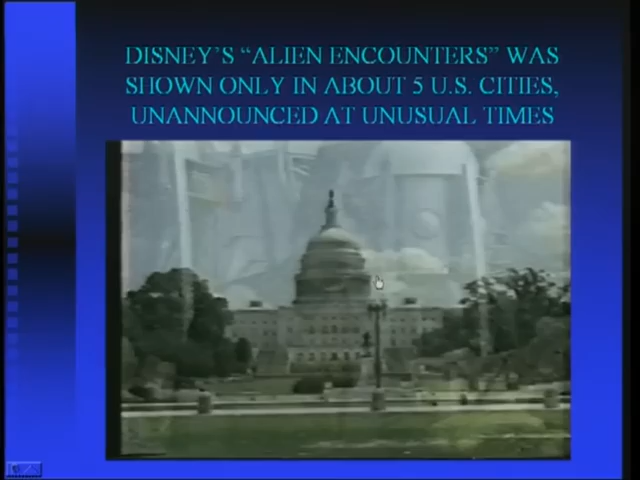 DISNEY'S “ALIEN ENCOUNTERS” WAS
SHOWN ONLY IN ABOUT 5 U.S. CITIES,
UNANNOUNCED AT UNUSUAL TIMES